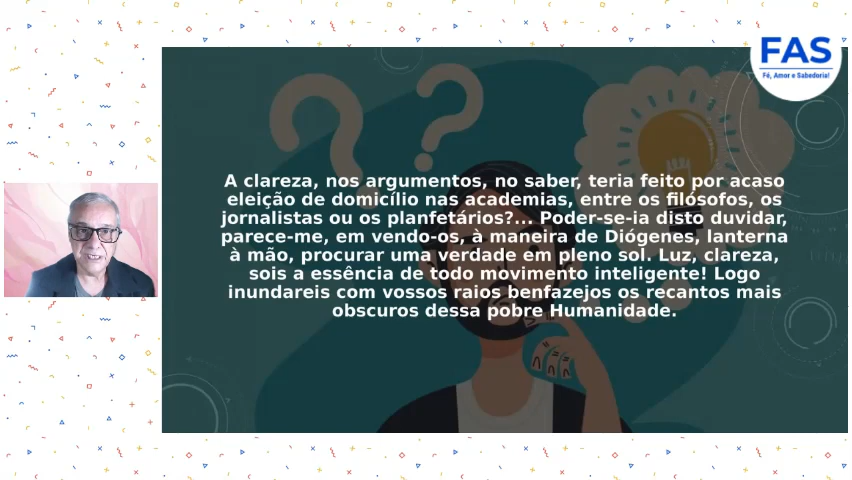 FAS
Fé, Amor e Sabedoria!
A clareza, nos argumentos, no saber, teria feito por acaso
eleição de domicílio nas academias, entre os filósofos, os
jornalistas ou os planfetários?... Poder-se-ia disto duvidar,
parece-me, em vendo-os, à maneira de Diógenes, lanterna
à mão, procurar uma verdade em pleno sol. Luz, clareza,
sois a essência de todo movimento inteligente! Logo
inundareis com vossos raios benfazejos os recantos mais
obscuros dessa pobre Humanidade.